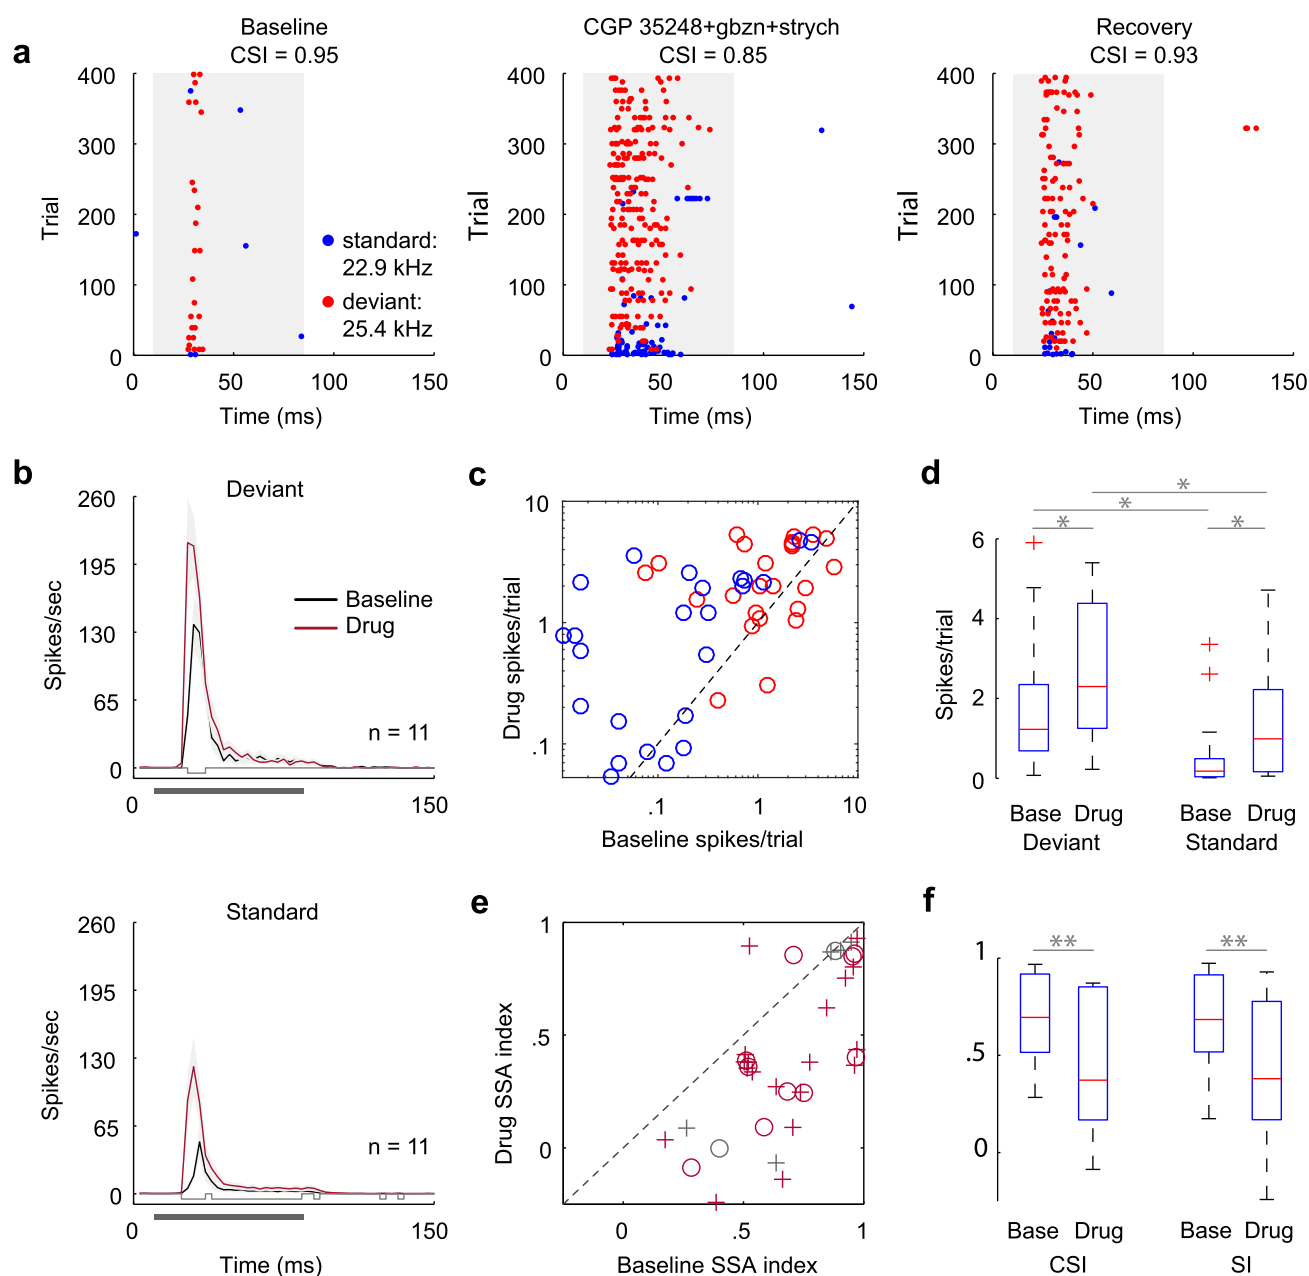 a
Baseline
CSI = 0.95
CGP 35248+gbzn+strych
CSI = 0.85
Recovery
CSI = 0.93
400
300
200
100
0
Trial
standard:
22.9 kHz
deviant:
25.4 kHz
0 50 100 150
Time (ms)
400
300
200
100
0
Trial
0 50 100 150
Time (ms)
400
300
200
100
0
Trial
0 50 100 150
Time (ms)
b
Deviant
260
195
130
65
0
Spikes/sec
Baseline
Drug
n = 11
0 150
Standard
260
195
130
65
0
Spikes/sec
n = 11
0 150
Time (ms)
c
10
1
.1
Drug spikes/trial
.1 1 10
Baseline spikes/trial
d
* * * *
6
4
2
0
Spikes/trial
Base Drug Base Drug
Deviant Standard
e
1
.5
0
Drug SSA index
0 .5 1
Baseline SSA index
f
** **
1
.5
0
Base Drug Base Drug
CSI SI